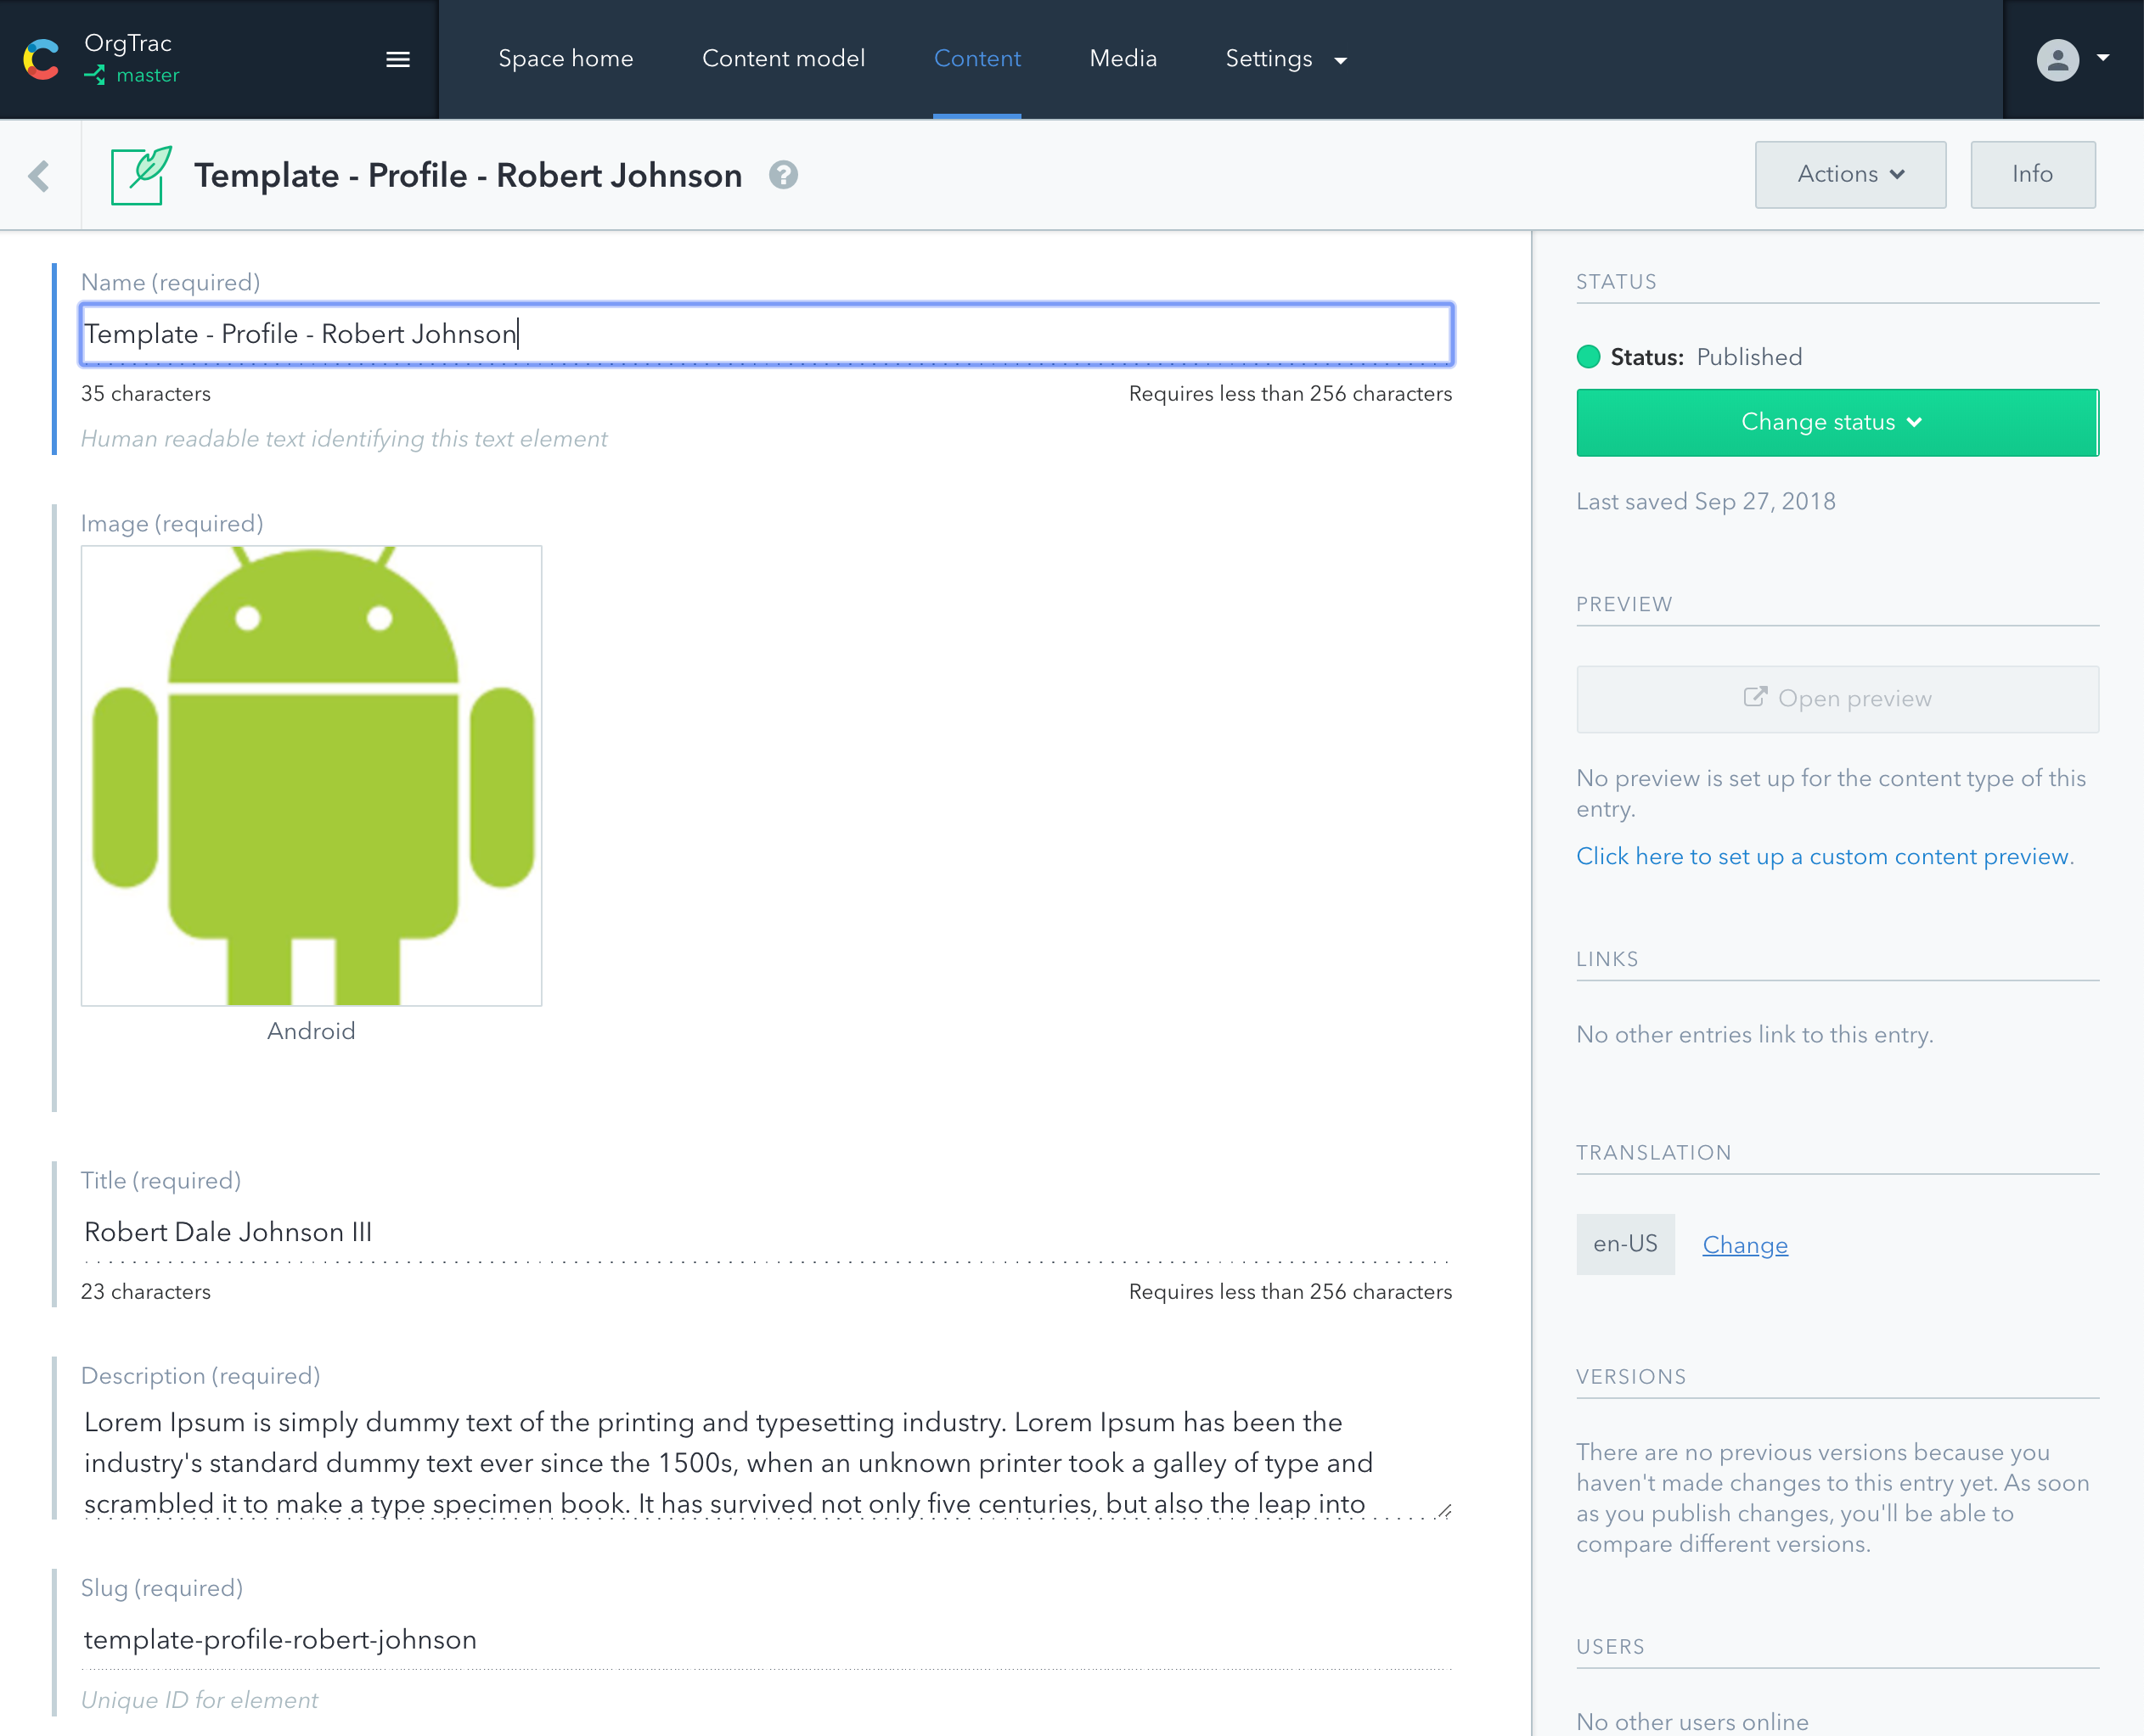 OrgTrac
master
Space home
Content model
Content
Media
Settings
Template - Profile - Robert Johnson
?
Actions
Info
Name (required)
Template - Profile - Robert Johnson
35 characters
Requires less than 256 characters
Human readable text identifying this text element
Image (required)
Android
Title (required)
Robert Dale Johnson III
23 characters
Requires less than 256 characters
Description (required)
Lorem Ipsum is simply dummy text of the printing and typesetting industry. Lorem Ipsum has been the
industry's standard dummy text ever since the 1500s, when an unknown printer took a galley of type and
scrambled it to make a type specimen book. It has survived not only five centuries, but also the leap into
Slug (required)
template-profile-robert-johnson
Unique ID for element
STATUS
Status: Published
Change status
Last saved Sep 27, 2018
PREVIEW
Open preview
No preview is set up for the content type of this
entry.
Click here to set up a custom content preview.
LINKS
No other entries link to this entry.
TRANSLATION
en-US
Change
VERSIONS
There are no previous versions because you
haven't made changes to this entry yet. As soon
as you publish changes, you'll be able to
compare different versions.
USERS
No other users online